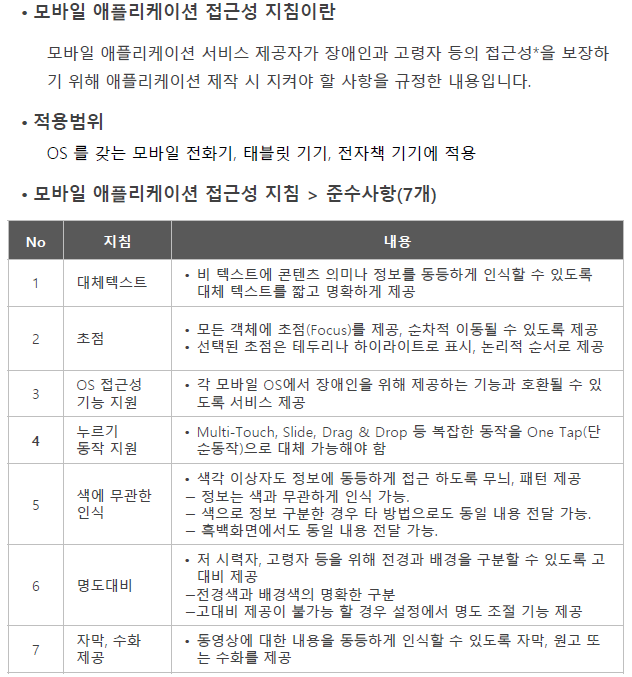 • 모바일 애플리케이션 접근성 지침이란
모바일 애플리케이션 서비스 제공자가 장애인과 고령자 등의 접근성*을 보장하
기 위해 애플리케이션 제작 시 지켜야 할 사항을 규정한 내용입니다.
• 적용범위
OS 를 갖는 모바일 전화기, 태블릿 기기, 전자책 기기에 적용
• 모바일 애플리케이션 접근성 지침 > 준수사항(7개)
No 지침 내용
1 대체텍스트
• 비 텍스트에 콘텐츠 의미나 정보를 동등하게 인식할 수 있도록
대체 텍스트를 짧고 명확하게 제공
2 초점
• 모든 객체에 초점(Focus)를 제공, 순차적 이동될 수 있도록 제공
• 선택된 초점은 테두리나 하이라이트로 표시, 논리적 순서로 제공
3
OS 접근성
기능 지원
• 각 모바일 OS에서 장애인을 위해 제공하는 기능과 호환될 수 있
도록 서비스 제공
4
누르기
동작 지원
• Multi-Touch, Slide, Drag & Drop 등 복잡한 동작을 One Tap(단
순동작)으로 대체 가능해야 함
5
색에 무관한
인식
• 색각 이상자도 정보에 동등하게 접근 하도록 무늬, 패턴 제공
― 정보는 색과 무관하게 인식 가능.
― 색으로 정보 구분한 경우 타 방법으로도 동일 내용 전달 가능.
― 흑백화면에서도 동일 내용 전달 가능.
6 명도대비
• 저 시력자, 고령자 등을 위해 전경과 배경을 구분할 수 있도록 고
대비 제공
―전경색과 배경색의 명확한 구분
―고대비 제공이 불가능 할 경우 설정에서 명도 조절 기능 제공
7
자막, 수화
제공
• 동영상에 대한 내용을 동등하게 인식할 수 있도록 자막, 원고 또
는 수화를 제공